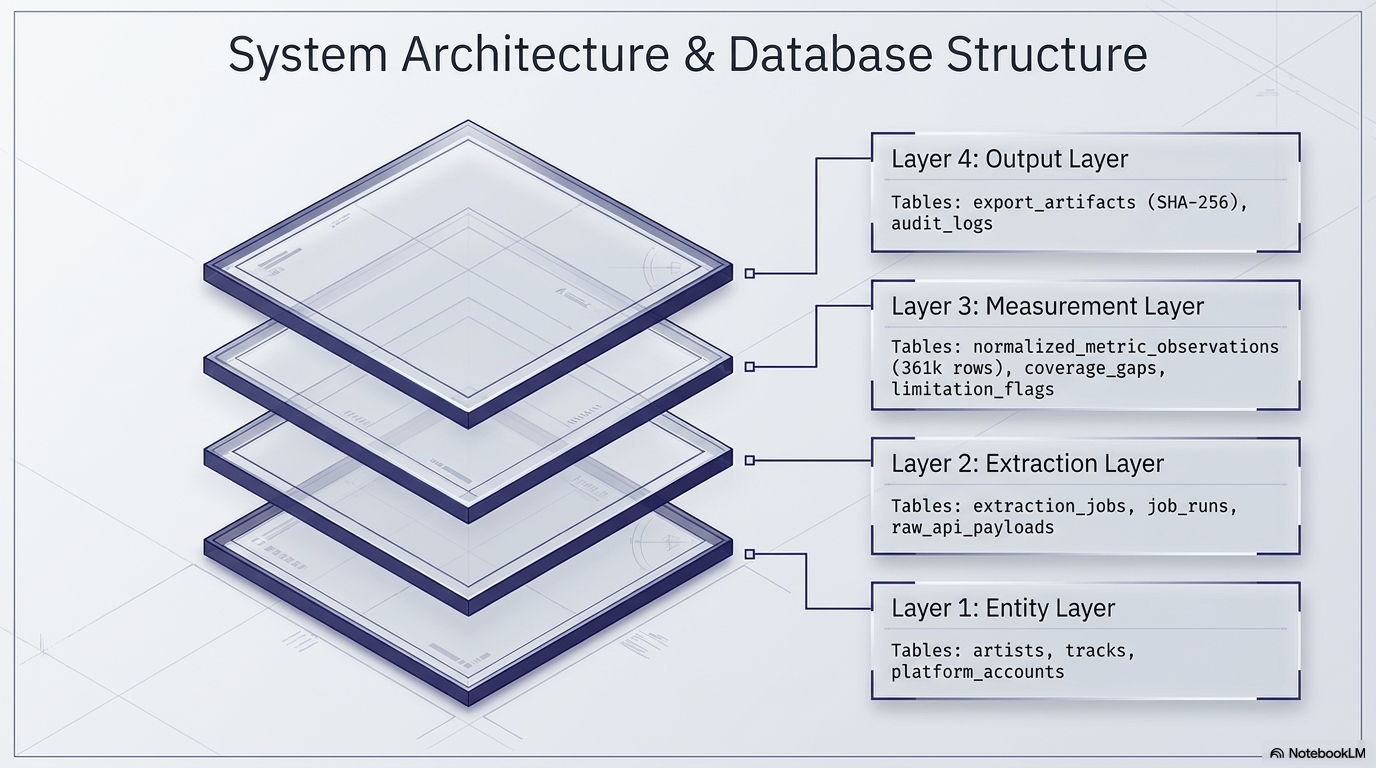 System Architecture & Database Structure
Layer 4: Output Layer
Tables: export_artifacts (SHA-256),
audit_logs
Layer 3: Measurement Layer
Tables: normalized_metric_observations
(361k rows), coverage_gaps,
limitation_flags
Layer 2: Extraction Layer
Tables: extraction_jobs, job_runs,
raw_api_payloads
Layer 1: Entity Layer
Tables: artists, tracks,
platform_accounts
NotebookLM